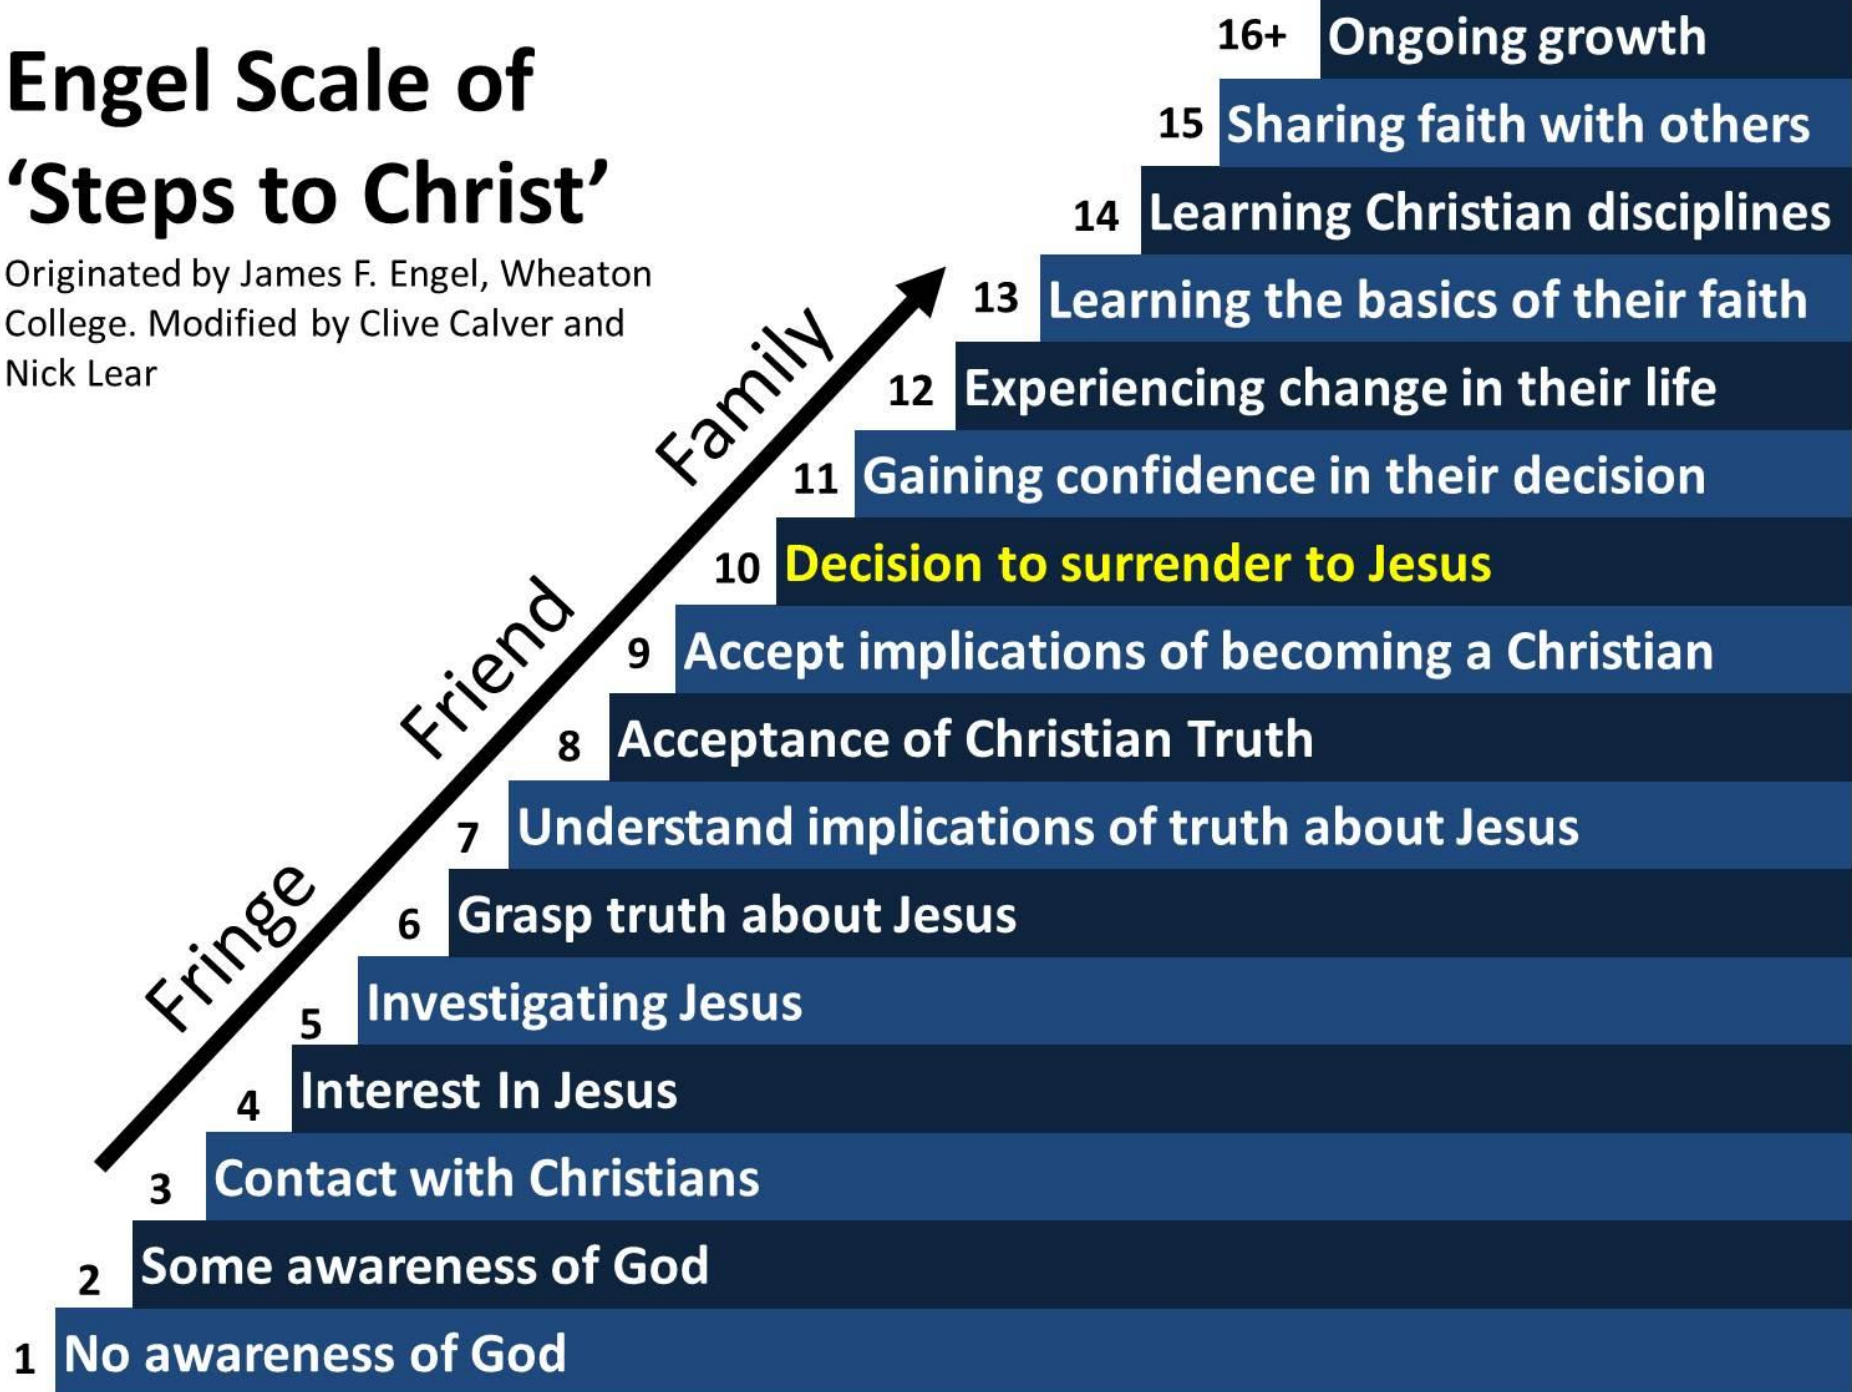 Engel Scale of
‘Steps to Christ’
Originated by James F. Engel, Wheaton
College. Modified by Clive Calver and
Nick Lear
16+ Ongoing growth
15 Sharing faith with others
14 Learning Christian disciplines
13 Learning the basics of their faith
12 Experiencing change in their life
11 Gaining confidence in their decision
10 Decision to surrender to Jesus
9 Accept implications of becoming a Christian
8 Acceptance of Christian Truth
7 Understand implications of truth about Jesus
6 Grasp truth about Jesus
5 Investigating Jesus
4 Interest In Jesus
3 Contact with Christians
2 Some awareness of God
1 No awareness of God
Family
Friend
Fringe